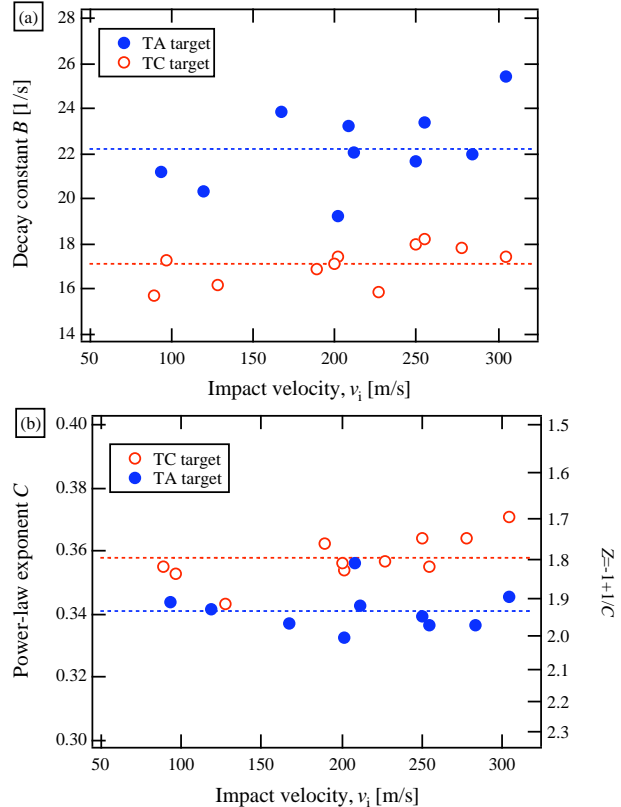 (a)
28
26
24
22
20
18
16
14
Decay constant B [1/s]
TA target
TC target
50 100 150 200 250 300
Impact velocity, vi [m/s]
(b)
0.40
0.38
0.36
0.34
0.32
0.30
Power-law exponent C
TC target
TA target
1.5
1.6
1.7
1.8
1.9
2.0
2.1
2.2
2.3
Z=-1+1/C
50 100 150 200 250 300
Impact velocity, vi [m/s]